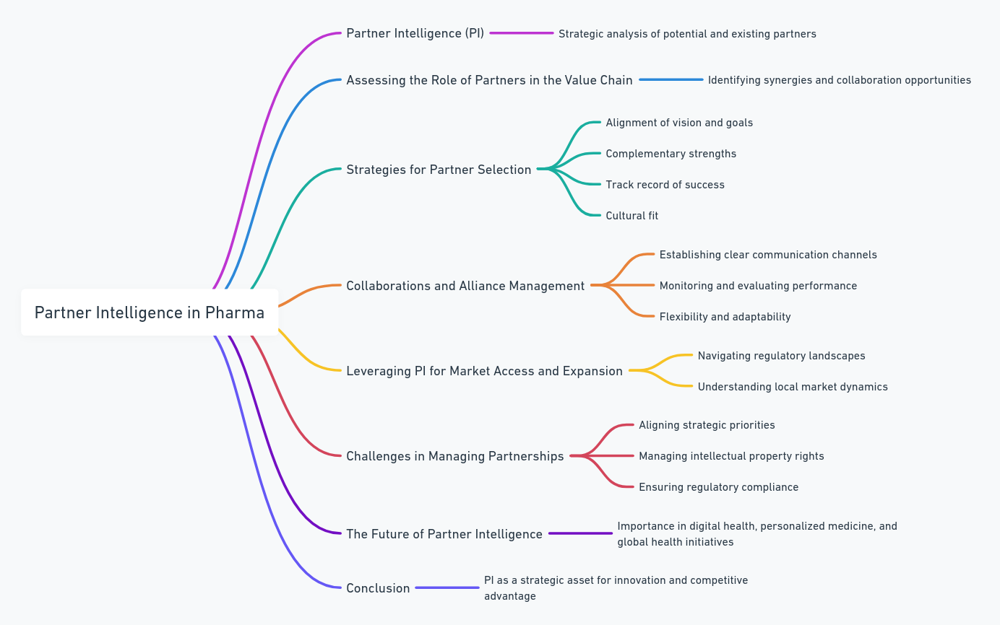 Partner Intelligence in Pharma
Partner Intelligence (PI)
Strategic analysis of potential and existing partners
Assessing the Role of Partners in the Value Chain
Identifying synergies and collaboration opportunities
Strategies for Partner Selection
Alignment of vision and goals
Complementary strengths
Track record of success
Cultural fit
Collaborations and Alliance Management
Establishing clear communication channels
Monitoring and evaluating performance
Flexibility and adaptability
Leveraging PI for Market Access and Expansion
Navigating regulatory landscapes
Understanding local market dynamics
Challenges in Managing Partnerships
Aligning strategic priorities
Managing intellectual property rights
Ensuring regulatory compliance
The Future of Partner Intelligence
Importance in digital health, personalized medicine, and
global health initiatives
Conclusion
PI as a strategic asset for innovation and competitive
advantage